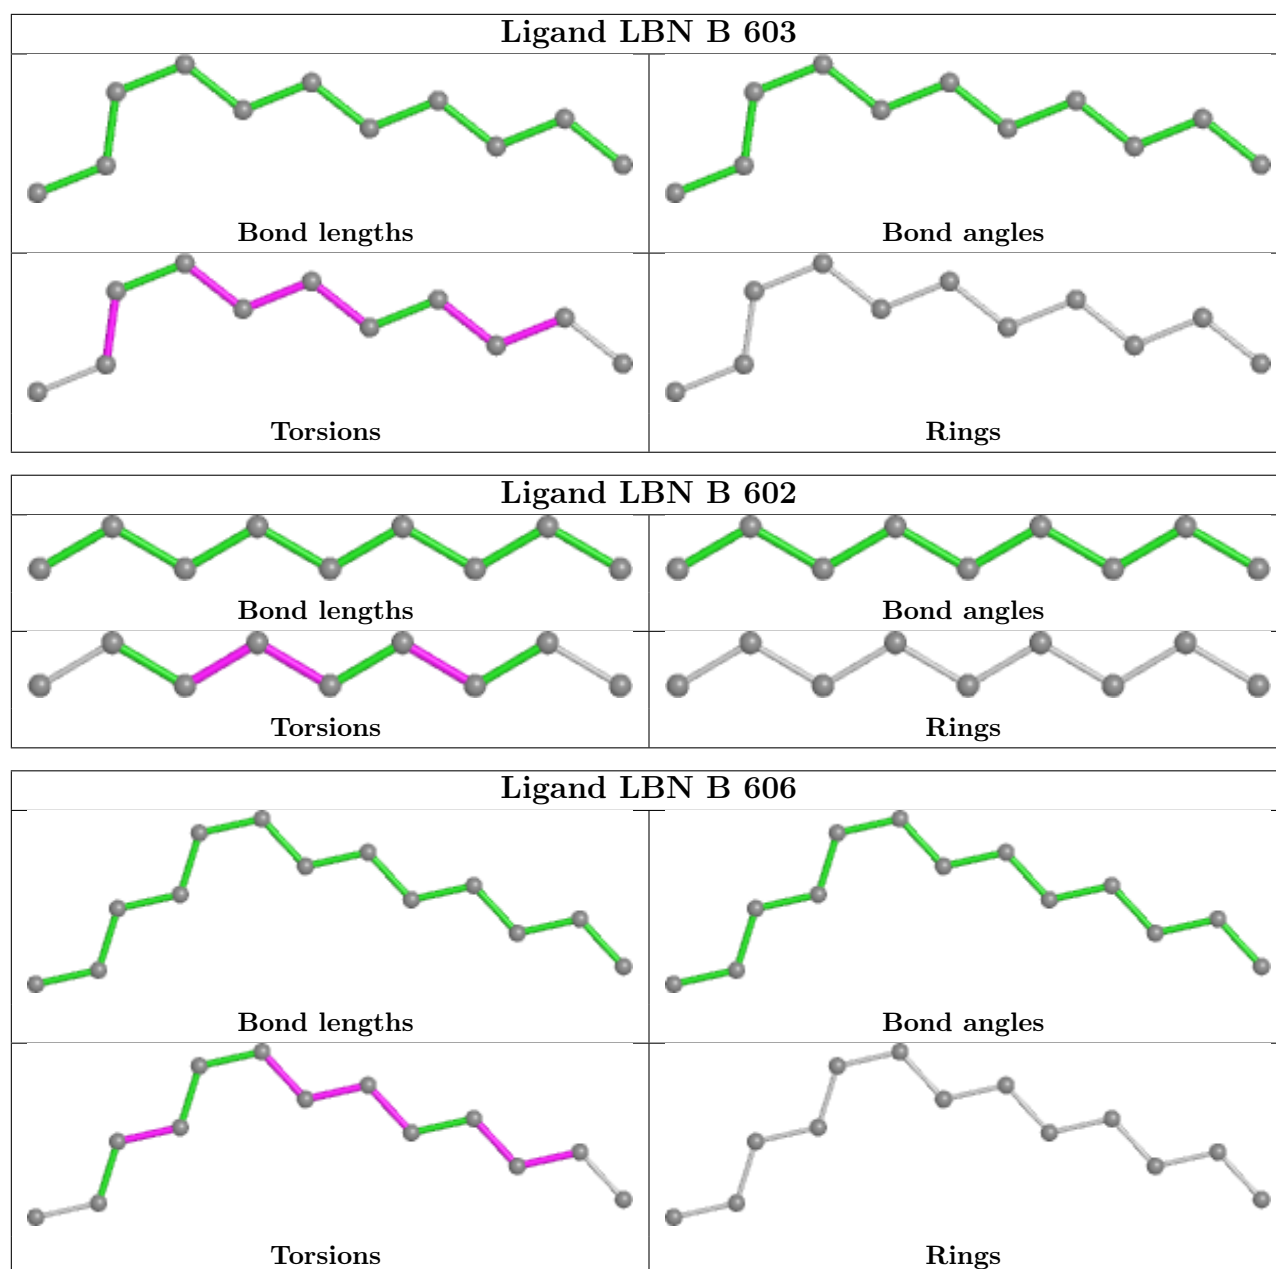 Ligand LBN B 603
Bond lengths
Bond angles
Torsions
Rings
Ligand LBN B 602
Bond lengths
Bond angles
Torsions
Rings
Ligand LBN B 606
Bond lengths
Bond angles
Torsions
Rings